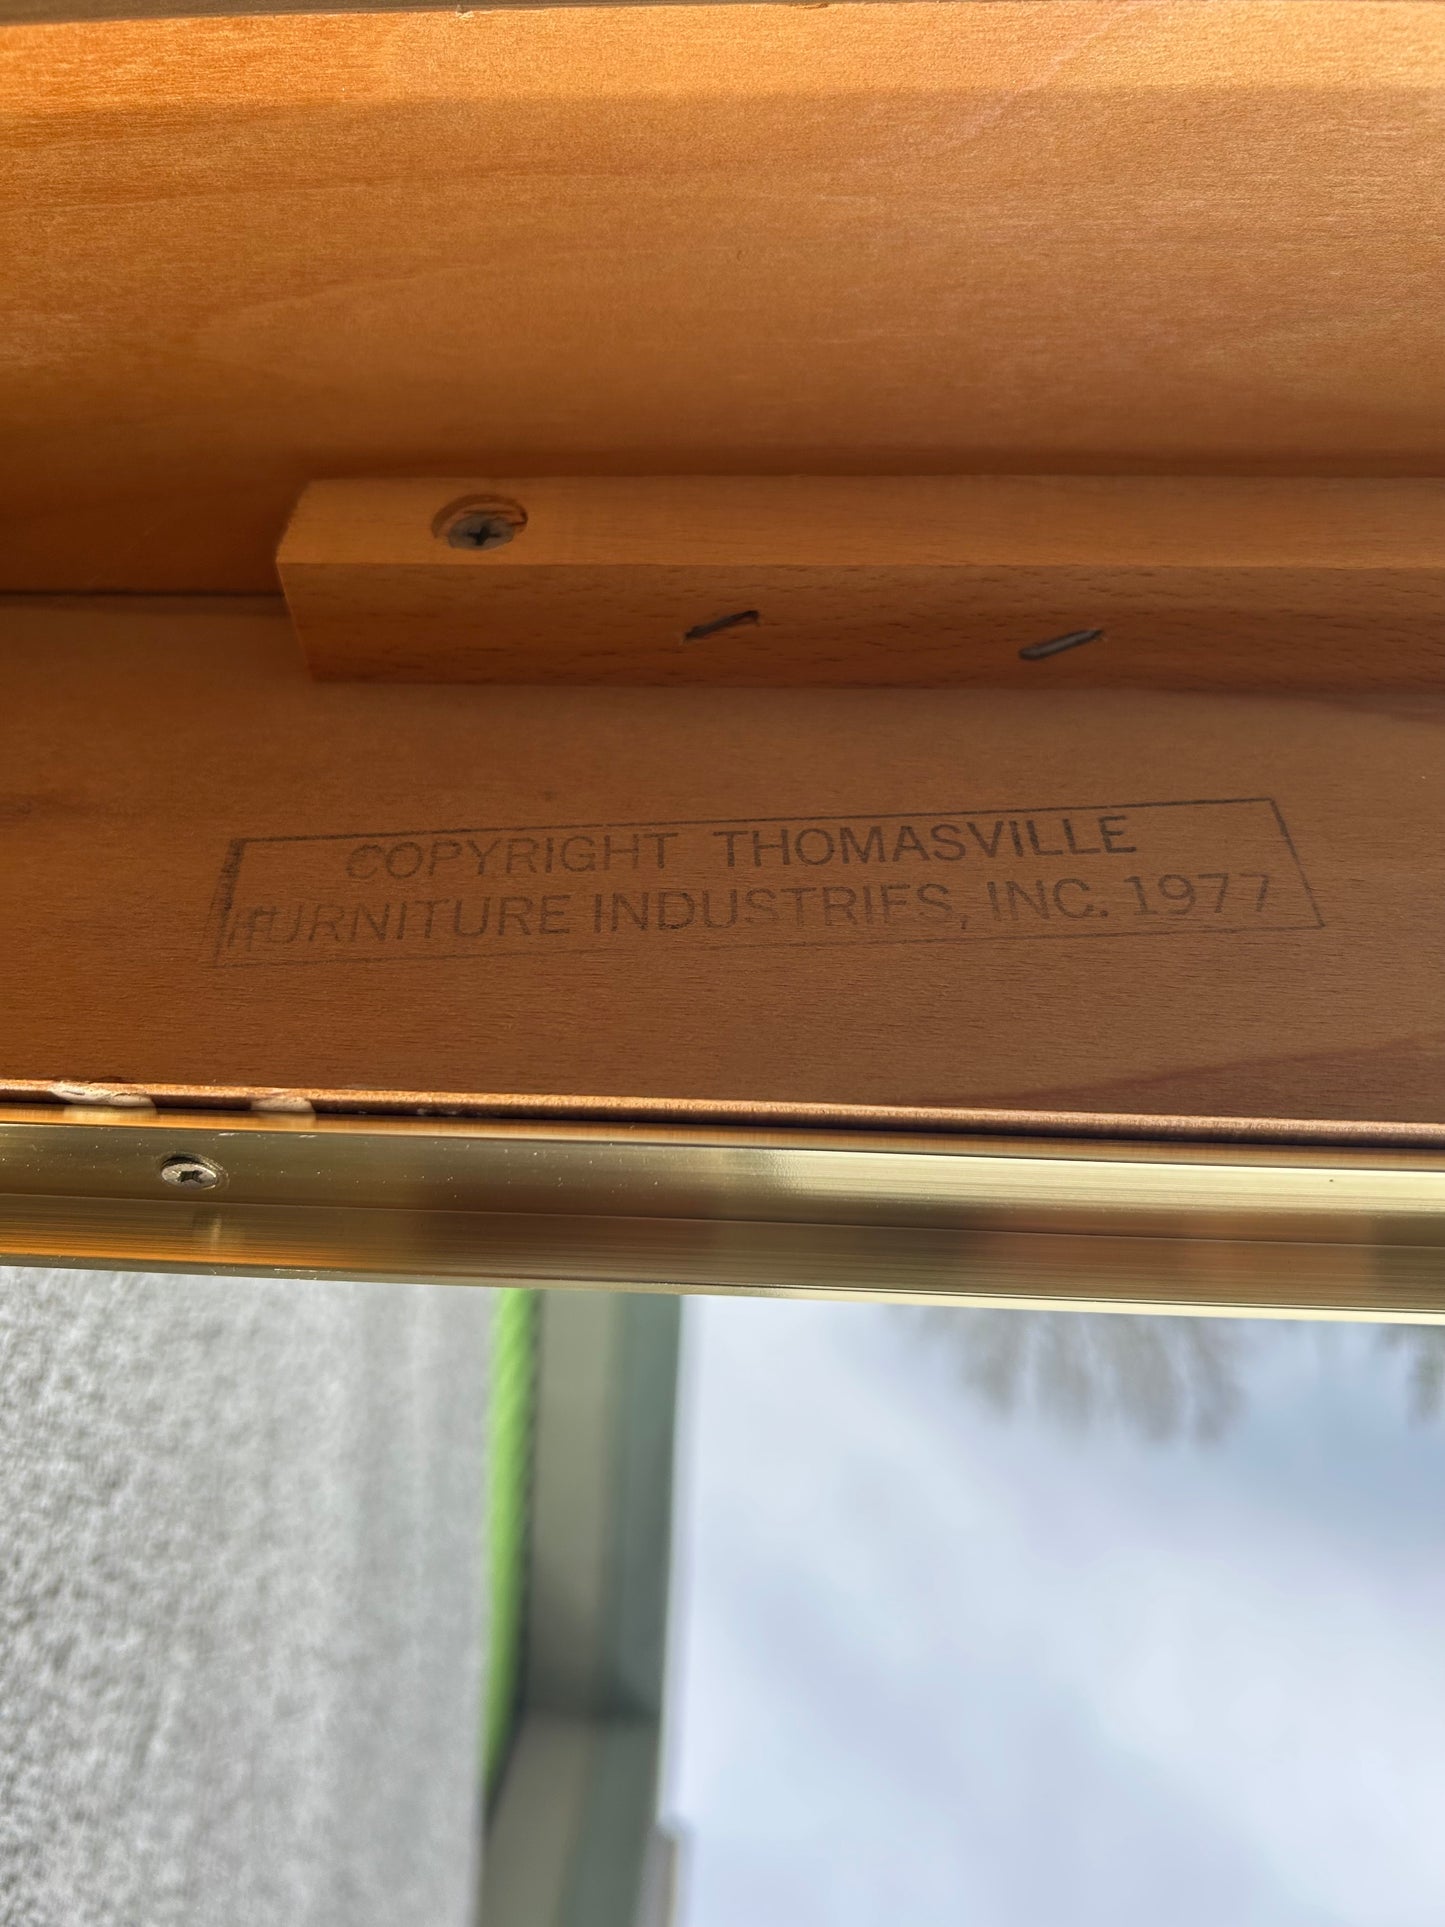 COPYRIGHT THOMASVILLE
FURNITURE INDUSTRIES, INC. 1977